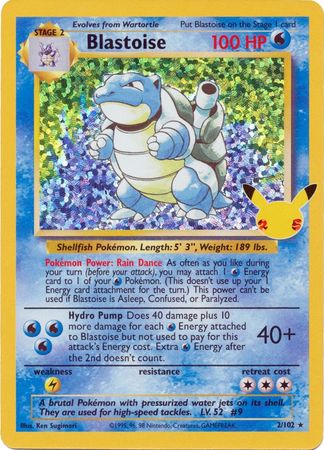 Evolves from Wartortle Put Blastoise on the Stage 1 card
STAGE 2
Blastoise 100 HP
Shellfish Pokémon. Length: 5' 3", Weight: 189 lbs.
Pokémon Power: Rain Dance As often as you like during
your turn (before your attack), you may attach 1 Energy
card to 1 of your Pokémon. (This doesn't use up your 1
Energy card attachment for the turn.) This power can't be
used if Blastoise is Asleep, Confused, or Paralyzed.
Hydro Pump Does 40 damage plus 10
more damage for each Energy attached
to Blastoise but not used to pay for this
attack's Energy cost. Extra Energy after
the 2nd doesn't count.
40+
weakness resistance retreat cost
A brutal Pokémon with pressurized water jets on its shell.
They are used for high-speed tackles. LV. 52 #9
Illus. Ken Sugimori ©1995, 96, 98 Nintendo, Creatures, GAMEFREAK. 2/102 ★